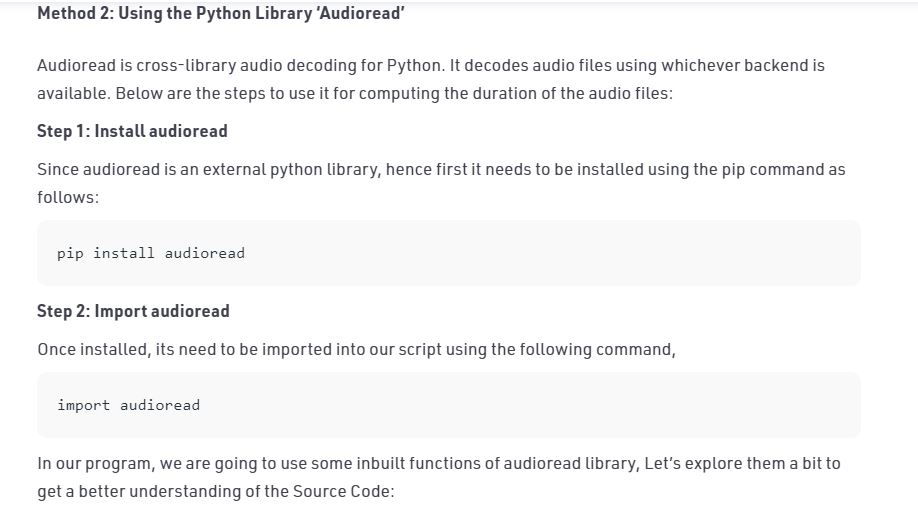 Method 2: Using the Python Library ‘Audioread’
Audioread is cross-library audio decoding for Python. It decodes audio files using whichever backend is
available. Below are the steps to use it for computing the duration of the audio files:
Step 1: Install audioread
Since audioread is an external python library, hence first it needs to be installed using the pip command as
follows:
pip install audioread
Step 2: Import audioread
Once installed, its need to be imported into our script using the following command,
import audioread
In our program, we are going to use some inbuilt functions of audioread library, Let’s explore them a bit to
get a better understanding of the Source Code: